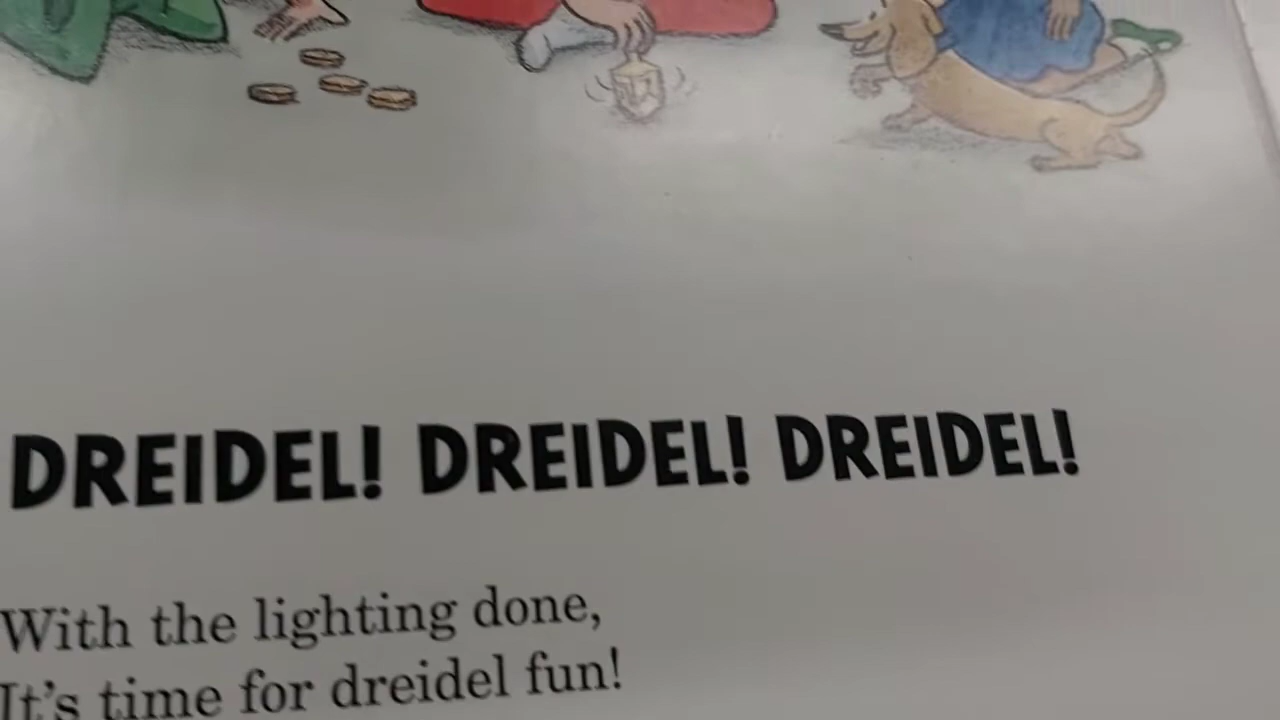 DREIDEL! DREIDEL! DREIDEL!
With the lighting done,
It's time for dreidel fun!